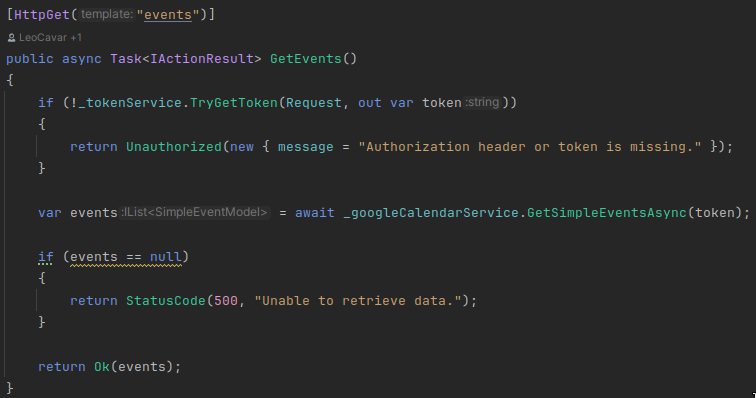 [HttpGet(template:"events")]
LeoCavar +1
public async Task<IActionResult> GetEvents()
{
    if (!_tokenService.TryGetToken(Request, out var token:string))
    {
        return Unauthorized(new { message = "Authorization header or token is missing." });
    }

    var events:IList<SimpleEventModel> = await _googleCalendarService.GetSimpleEventsAsync(token);

    if (events == null)
    {
        return StatusCode(500, "Unable to retrieve data.");
    }

    return Ok(events);
}